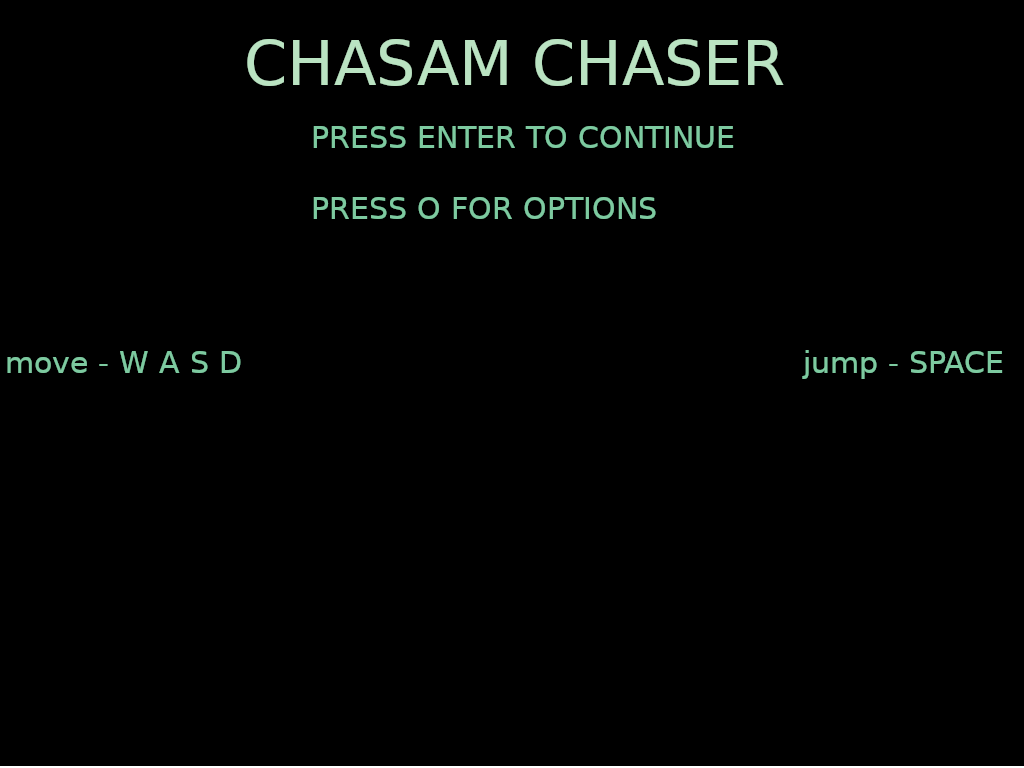 CHASAM CHASER
PRESS ENTER TO CONTINUE
PRESS O FOR OPTIONS
move - W A S D
jump - SPACE